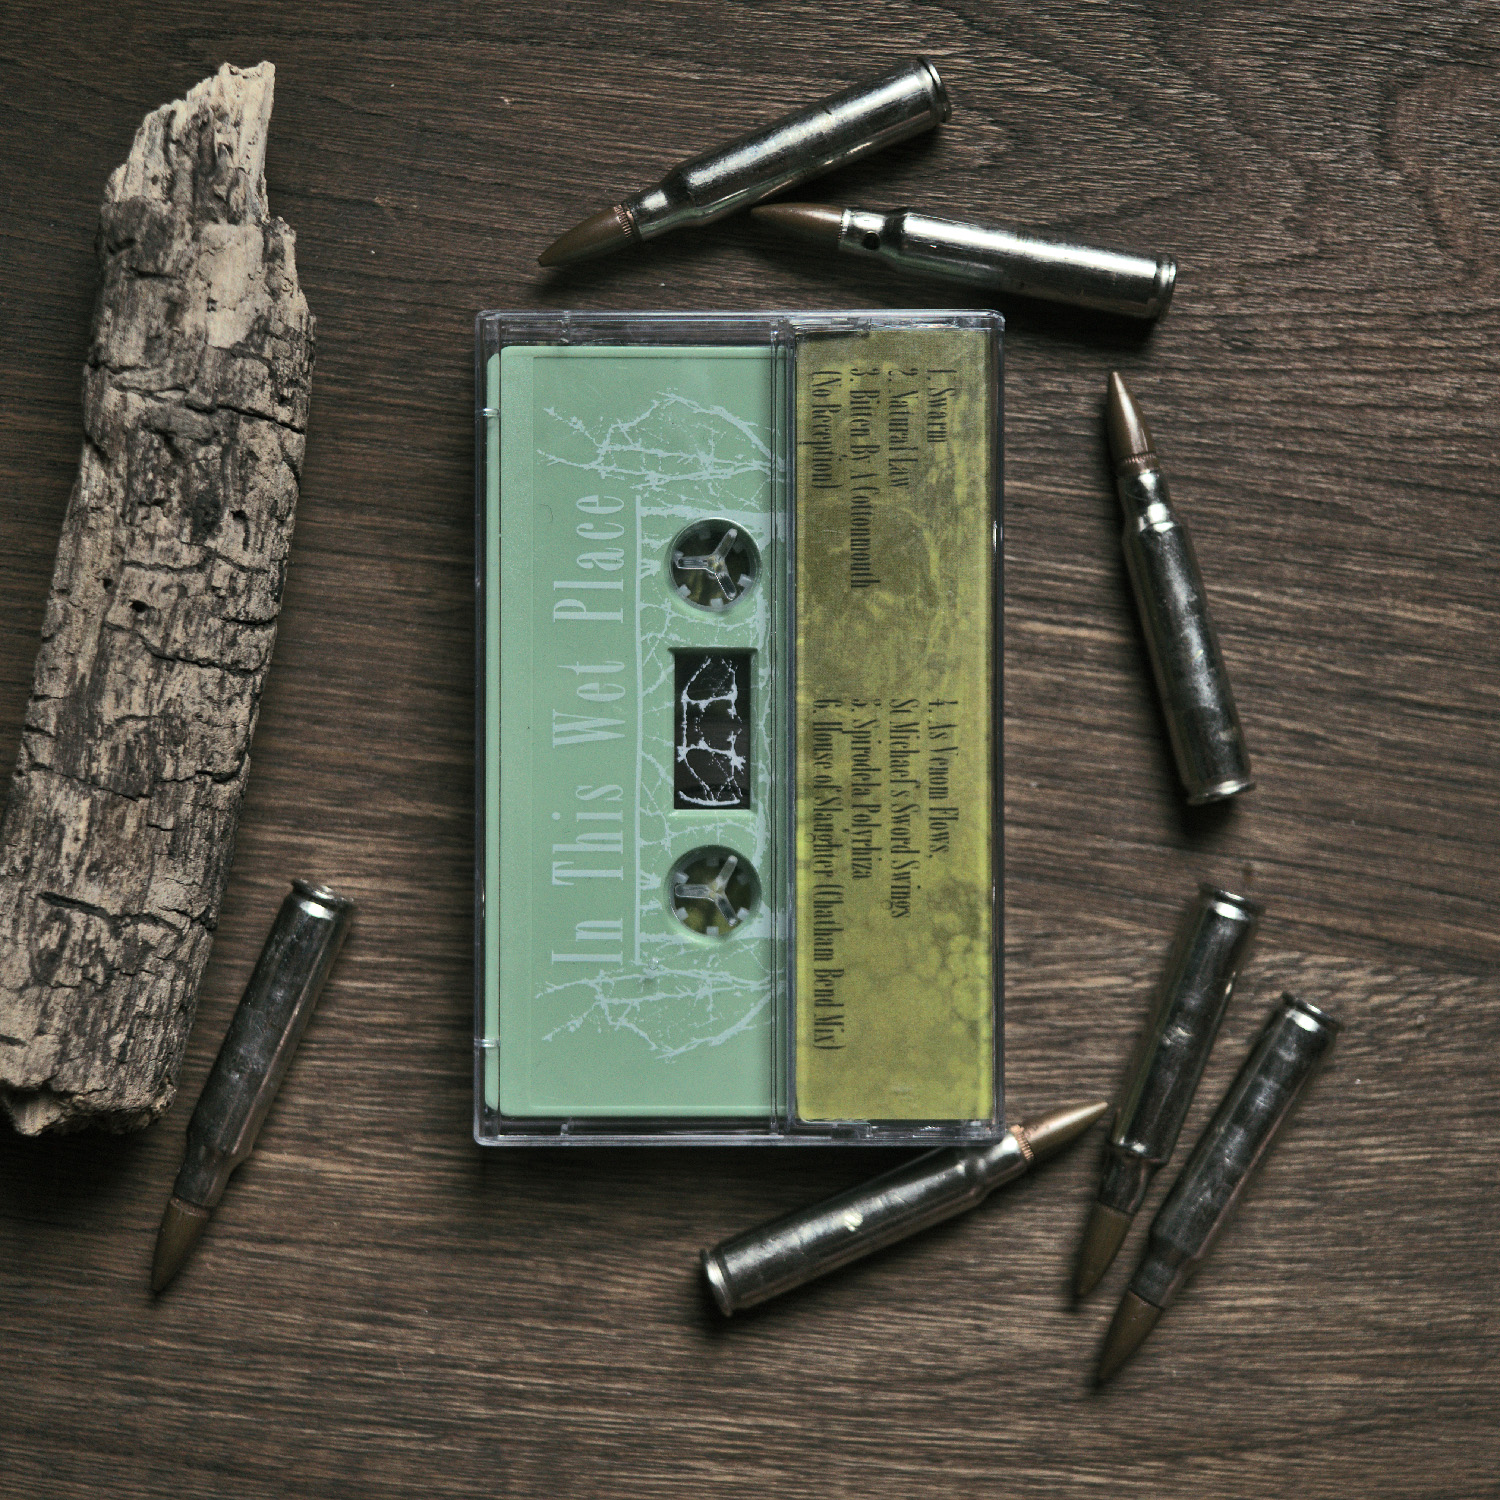 In This Wet Place
1. Swarm
2. Natural Law
3. Bitten By A Cottonmouth
(No Redemption)
4. As Venom Flows,
St Michael's Sword Swings
5. Spirodela Polyrhiza
6. House of Slaughter (Chatham Bend Mix)